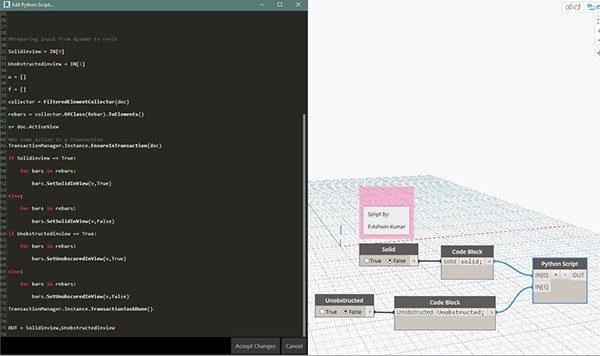 Edit Python Script...
#Preparing input from dynamo to revit
Solidinview = IN[0]
Unobstructedinview = IN[1]
u = []
f = []
collector = FilteredElementCollector(doc)
rebars = collector.OfClass(Rebar).ToElements()
v= doc.ActiveView
#Do some action in a Transaction
TransactionManager.Instance.EnsureInTransaction(doc)
if Solidinview == True:
for bars in rebars:
bars.SetSolidInView(v,True)
else:
for bars in rebars:
bars.SetSolidInView(v,False)
if Unobstructedinview == True:
for bars in rebars:
bars.SetUnobscuredInView(v,True)
else:
for bars in rebars:
bars.SetUnobscuredInView(v,False)
TransactionManager.Instance.TransactionTaskDone()
OUT = Solidinview,Unobstructedinview
Accept Changes Cancel
Script By:
P.Ashwin Kumar
Solid
True False >
Code Block
solid solid; >
Python Script
IN[0] + - OUT
IN[1]
Unobstructed
True False >
Code Block
Unobstructed Unobstructed; >